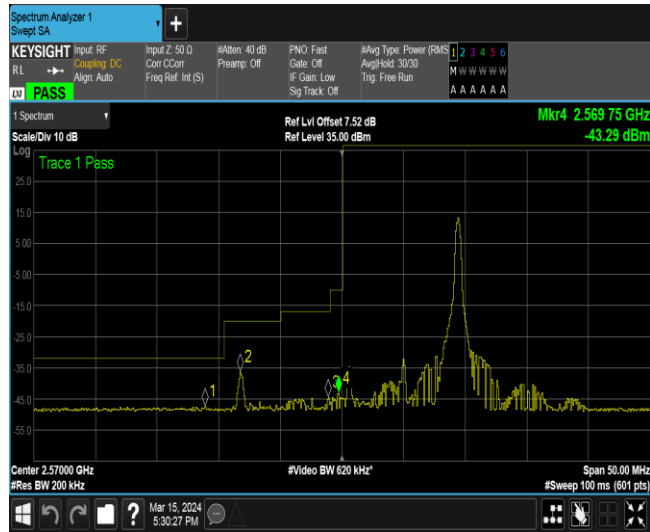 Spectrum Analyzer 1
Swept SA
KEYSIGHT
RL
LXI PASS
Input: RF
Coupling: DC
Align: Auto
Input Z: 50 Ω
Corr CCorr
Freq Ref: Int (S)
#Atten: 40 dB
Preamp: Off
PNO: Fast
Gate: Off
IF Gain: Low
Sig Track: Off
#Avg Type: Power (RMS
Avg|Hold: 30/30
Trig: Free Run
1 2 3 4 5 6
M W W W W W
A A A A A A
1 Spectrum
Scale/Div 10 dB
Ref Lvl Offset 7.52 dB
Ref Level 35.00 dBm
Mkr4 2.569 75 GHz
-43.29 dBm
Log
Trace 1 Pass
25.0
15.0
5.00
-5.00
-15.0
-25.0
-35.0
-45.0
-55.0
1
2
3
4
Center 2.57000 GHz
#Res BW 200 kHz
#Video BW 620 kHz*
Span 50.00 MHz
#Sweep 100 ms (601 pts)
?
Mar 15, 2024
5:30:27 PM